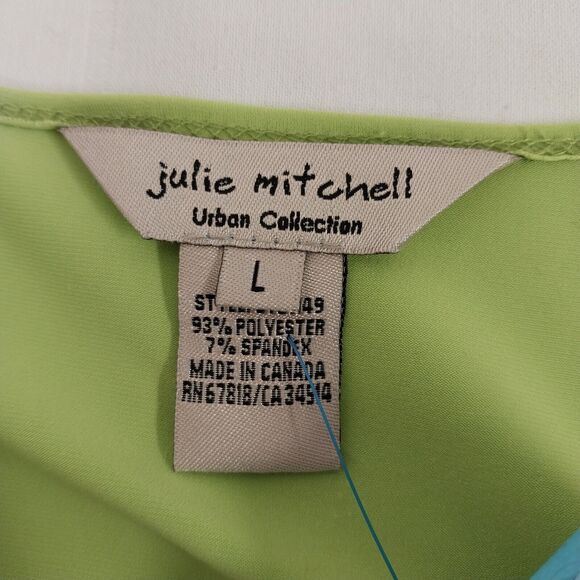 julie mitchell
Urban Collection
L
93% POLYESTER
7% SPANDEX
MADE IN CANADA
RN67818/CA34514